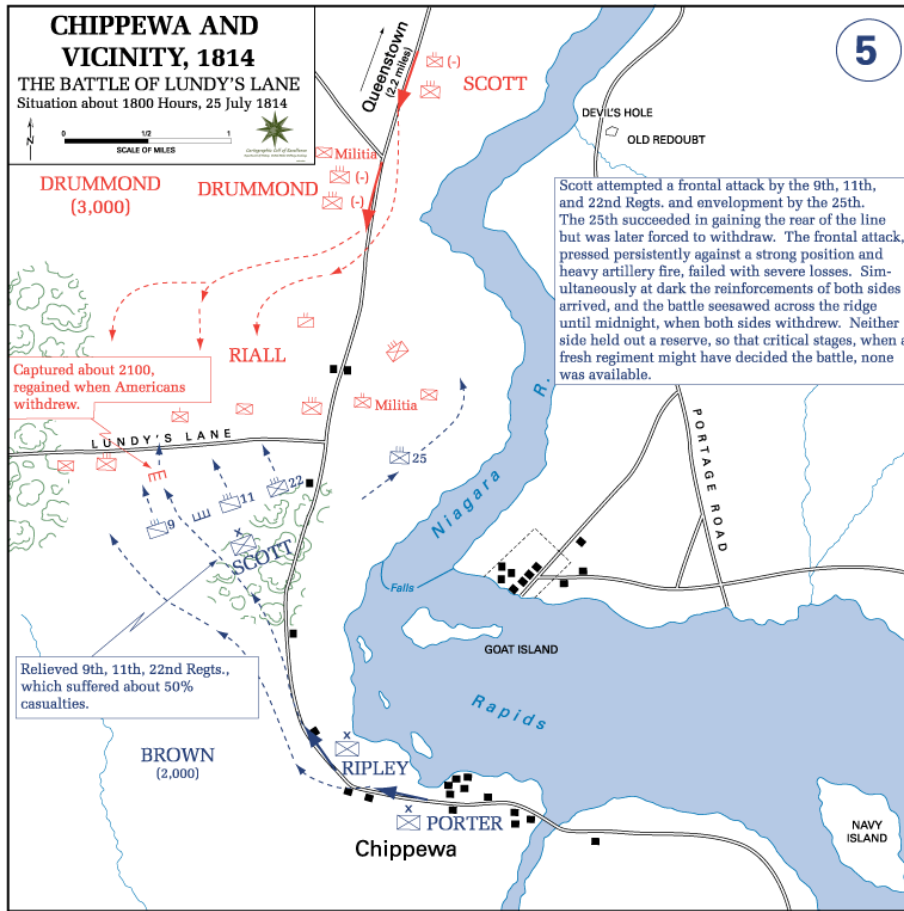 CHIPPEWA AND
VICINITY, 1814
THE BATTLE OF LUNDY'S LANE
Situation about 1800 Hours, 25 July 1814
N
0 1/2 1
SCALE OF MILES
5
Queenstown
(2.2 miles)
(-)
SCOTT
DEVIL'S HOLE
OLD REDOUBT
Militia
DRUMMOND
(3,000)
DRUMMOND
(-)
(-)
Scott attempted a frontal attack by the 9th, 11th,
and 22nd Regts. and envelopment by the 25th.
The 25th succeeded in gaining the rear of the line
but was later forced to withdraw. The frontal attack,
pressed persistently against a strong position and
heavy artillery fire, failed with severe losses. Sim-
ultaneously at dark the reinforcements of both sides
arrived, and the battle seesawed across the ridge
until midnight, when both sides withdrew. Neither
side held out a reserve, so that critical stages, when a
fresh regiment might have decided the battle, none
was available.
RIALL
Captured about 2100,
regained when Americans
withdrew.
Militia
LUNDY'S LANE
25
22
11
9
X
SCOTT
Niagara R.
PORTAGE ROAD
Falls
GOAT ISLAND
Rapids
Relieved 9th, 11th, 22nd Regts.,
which suffered about 50%
casualties.
BROWN
(2,000)
X
RIPLEY
X
PORTER
Chippewa
NAVY
ISLAND